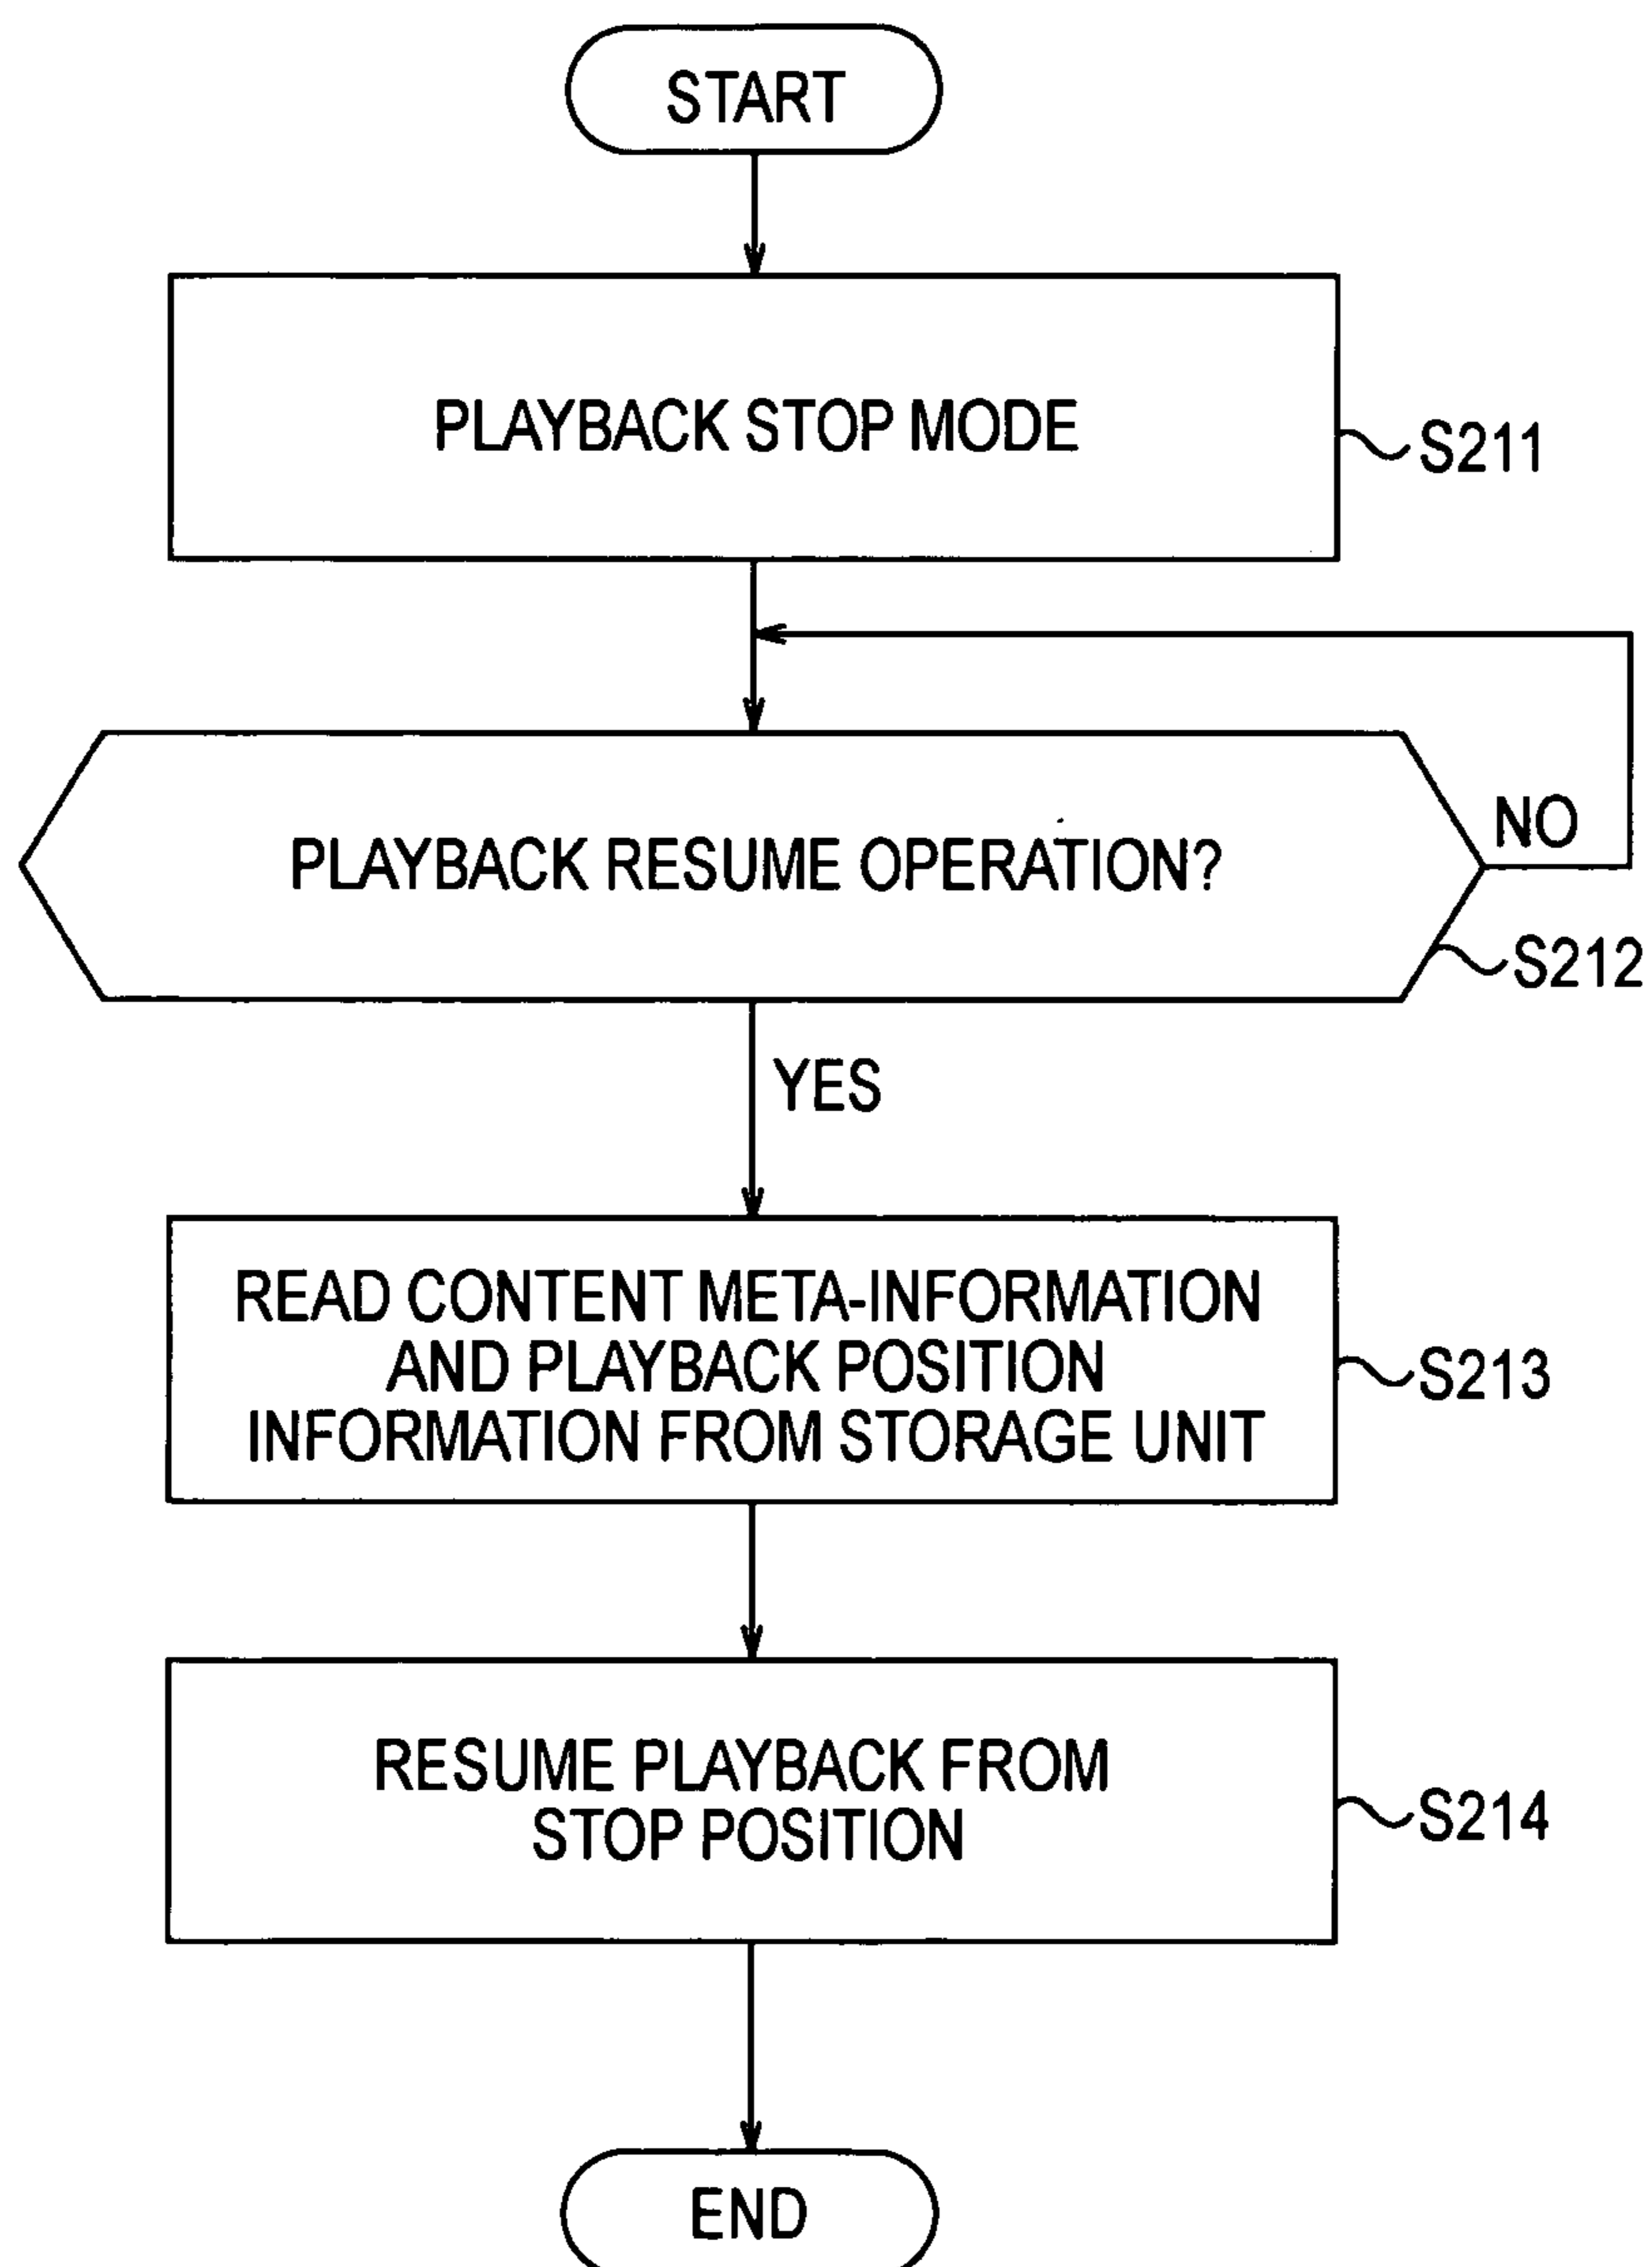 START
PLAYBACK STOP MODE
S211
NO
PLAYBACK RESUME OPERATION?
S212
YES
READ CONTENT META-INFORMATION
AND PLAYBACK POSITION
INFORMATION FROM STORAGE UNIT
S213
RESUME PLAYBACK FROM
STOP POSITION
S214
END